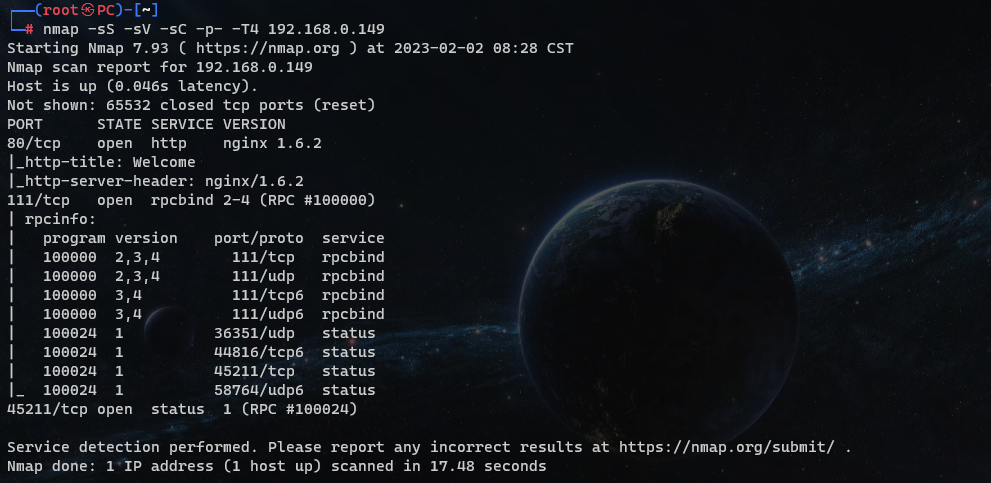 ┌──(root㉿PC)-[~]
└─# nmap -sS -sV -sC -p- -T4 192.168.0.149
Starting Nmap 7.93 ( https://nmap.org ) at 2023-02-02 08:28 CST
Nmap scan report for 192.168.0.149
Host is up (0.046s latency).
Not shown: 65532 closed tcp ports (reset)
PORT      STATE SERVICE VERSION
80/tcp    open  http    nginx 1.6.2
|_http-title: Welcome
|_http-server-header: nginx/1.6.2
111/tcp   open  rpcbind 2-4 (RPC #100000)
| rpcinfo:
|   program version    port/proto  service
|   100000  2,3,4        111/tcp   rpcbind
|   100000  2,3,4        111/udp   rpcbind
|   100000  3,4          111/tcp6  rpcbind
|   100000  3,4          111/udp6  rpcbind
|   100024  1          36351/udp   status
|   100024  1          44816/tcp6  status
|   100024  1          45211/tcp   status
|_  100024  1          58764/udp6  status
45211/tcp open  status  1 (RPC #100024)

Service detection performed. Please report any incorrect results at https://nmap.org/submit/ .
Nmap done: 1 IP address (1 host up) scanned in 17.48 seconds